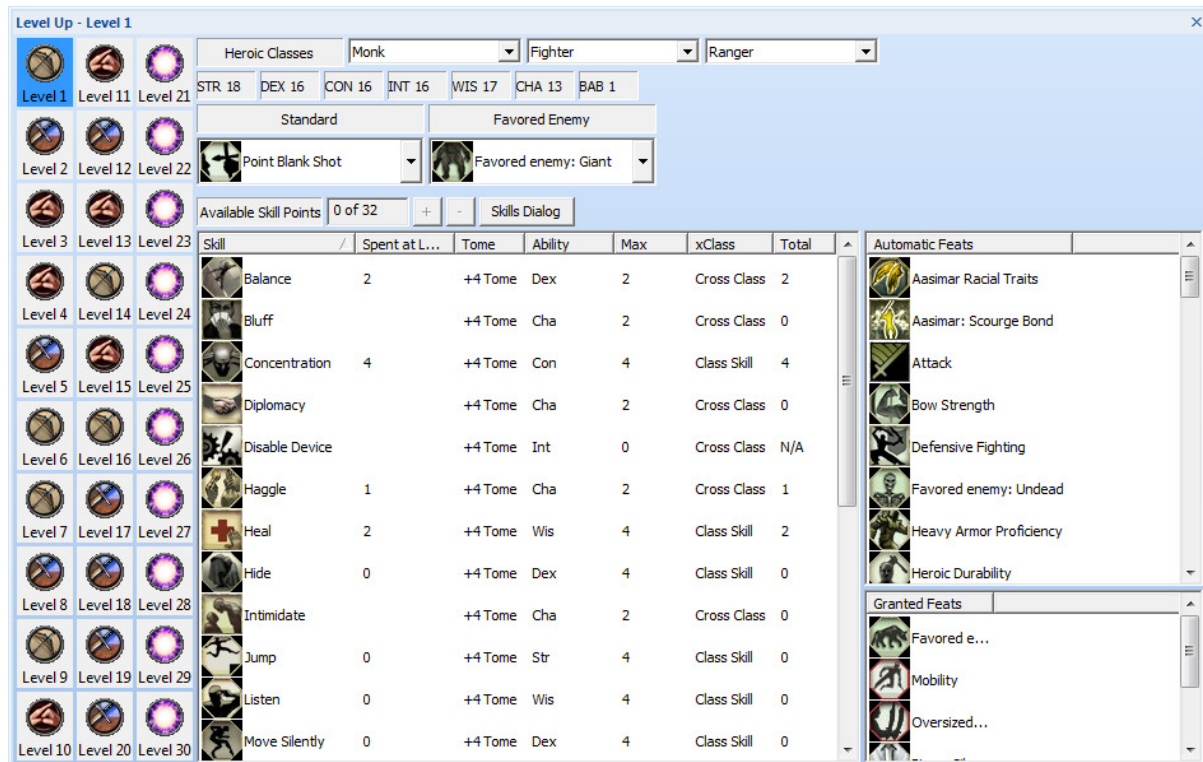 Level Up - Level 1
Heroic Classes Monk Fighter Ranger
STR 18 DEX 16 CON 16 INT 16 WIS 17 CHA 13 BAB 1
Standard Favored Enemy
Point Blank Shot Favored enemy: Giant
Available Skill Points 0 of 32 + - Skills Dialog
Level 1 Level 11 Level 21
Level 2 Level 12 Level 22
Level 3 Level 13 Level 23
Level 4 Level 14 Level 24
Level 5 Level 15 Level 25
Level 6 Level 16 Level 26
Level 7 Level 17 Level 27
Level 8 Level 18 Level 28
Level 9 Level 19 Level 29
Level 10 Level 20 Level 30
Skill Spent at L... Tome Ability Max xClass Total
Balance 2 +4 Tome Dex 2 Cross Class 2
Bluff +4 Tome Cha 2 Cross Class 0
Concentration 4 +4 Tome Con 4 Class Skill 4
Diplomacy +4 Tome Cha 2 Cross Class 0
Disable Device +4 Tome Int 0 Cross Class N/A
Haggle 1 +4 Tome Cha 2 Cross Class 1
Heal 2 +4 Tome Wis 4 Class Skill 2
Hide 0 +4 Tome Dex 4 Class Skill 0
Intimidate +4 Tome Cha 2 Cross Class 0
Jump 0 +4 Tome Str 4 Class Skill 0
Listen 0 +4 Tome Wis 4 Class Skill 0
Move Silently 0 +4 Tome Dex 4 Class Skill 0
Automatic Feats
Aasimar Racial Traits
Aasimar: Scourge Bond
Attack
Bow Strength
Defensive Fighting
Favored enemy: Undead
Heavy Armor Proficiency
Heroic Durability
Granted Feats
Favored e...
Mobility
Oversized...